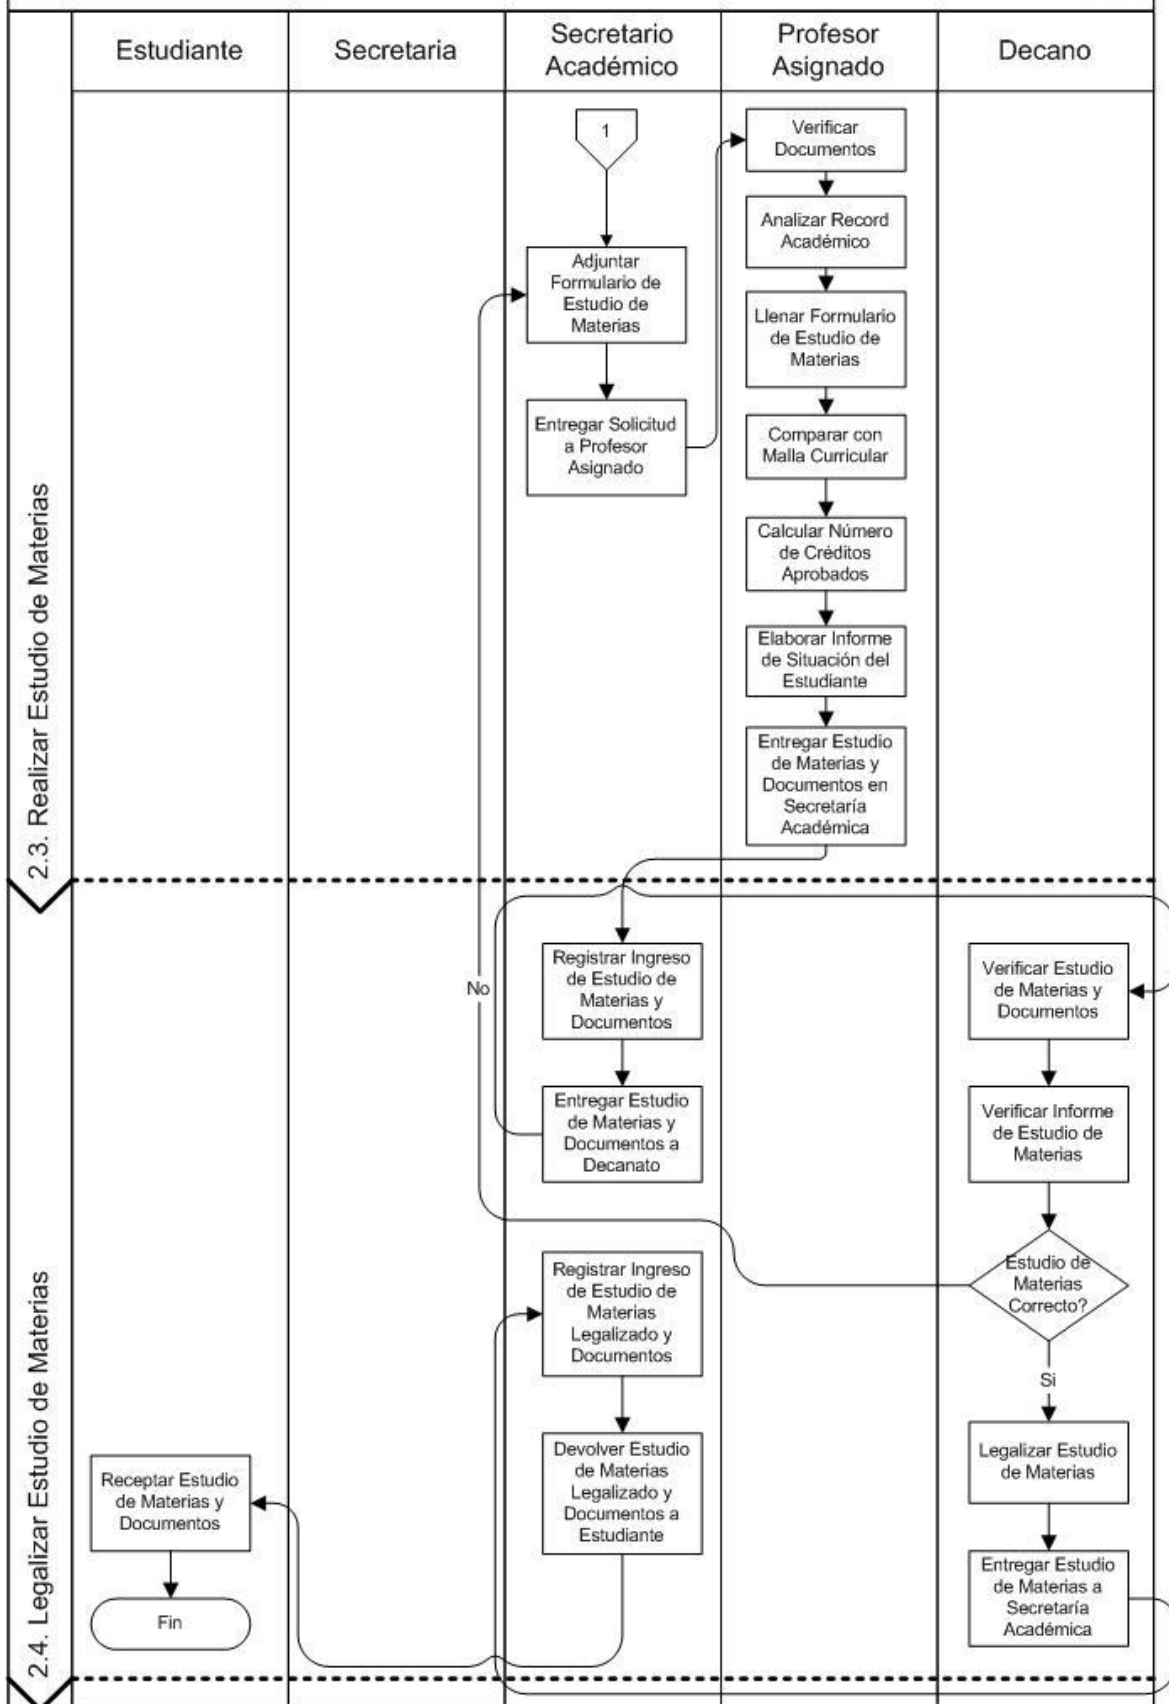 Estudiante
Secretaria
Secretario
Académico
Profesor
Asignado
Decano
2.3. Realizar Estudio de Materias
1
Adjuntar
Formulario de
Estudio de
Materias
Entregar Solicitud
a Profesor
Asignado
Verificar
Documentos
Analizar Record
Académico
Llenar Formulario
de Estudio de
Materias
Comparar con
Malla Curricular
Calcular Número
de Créditos
Aprobados
Elaborar Informe
de Situación del
Estudiante
Entregar Estudio
de Materias y
Documentos en
Secretaría
Académica
2.4. Legalizar Estudio de Materias
No
Registrar Ingreso
de Estudio de
Materias y
Documentos
Entregar Estudio
de Materias y
Documentos a
Decanato
Verificar Estudio
de Materias y
Documentos
Verificar Informe
de Estudio de
Materias
Estudio de
Materias
Correcto?
Si
Legalizar Estudio
de Materias
Entregar Estudio
de Materias a
Secretaría
Académica
Registrar Ingreso
de Estudio de
Materias
Legalizado y
Documentos
Devolver Estudio
de Materias
Legalizado y
Documentos a
Estudiante
Receptar Estudio
de Materias y
Documentos
Fin